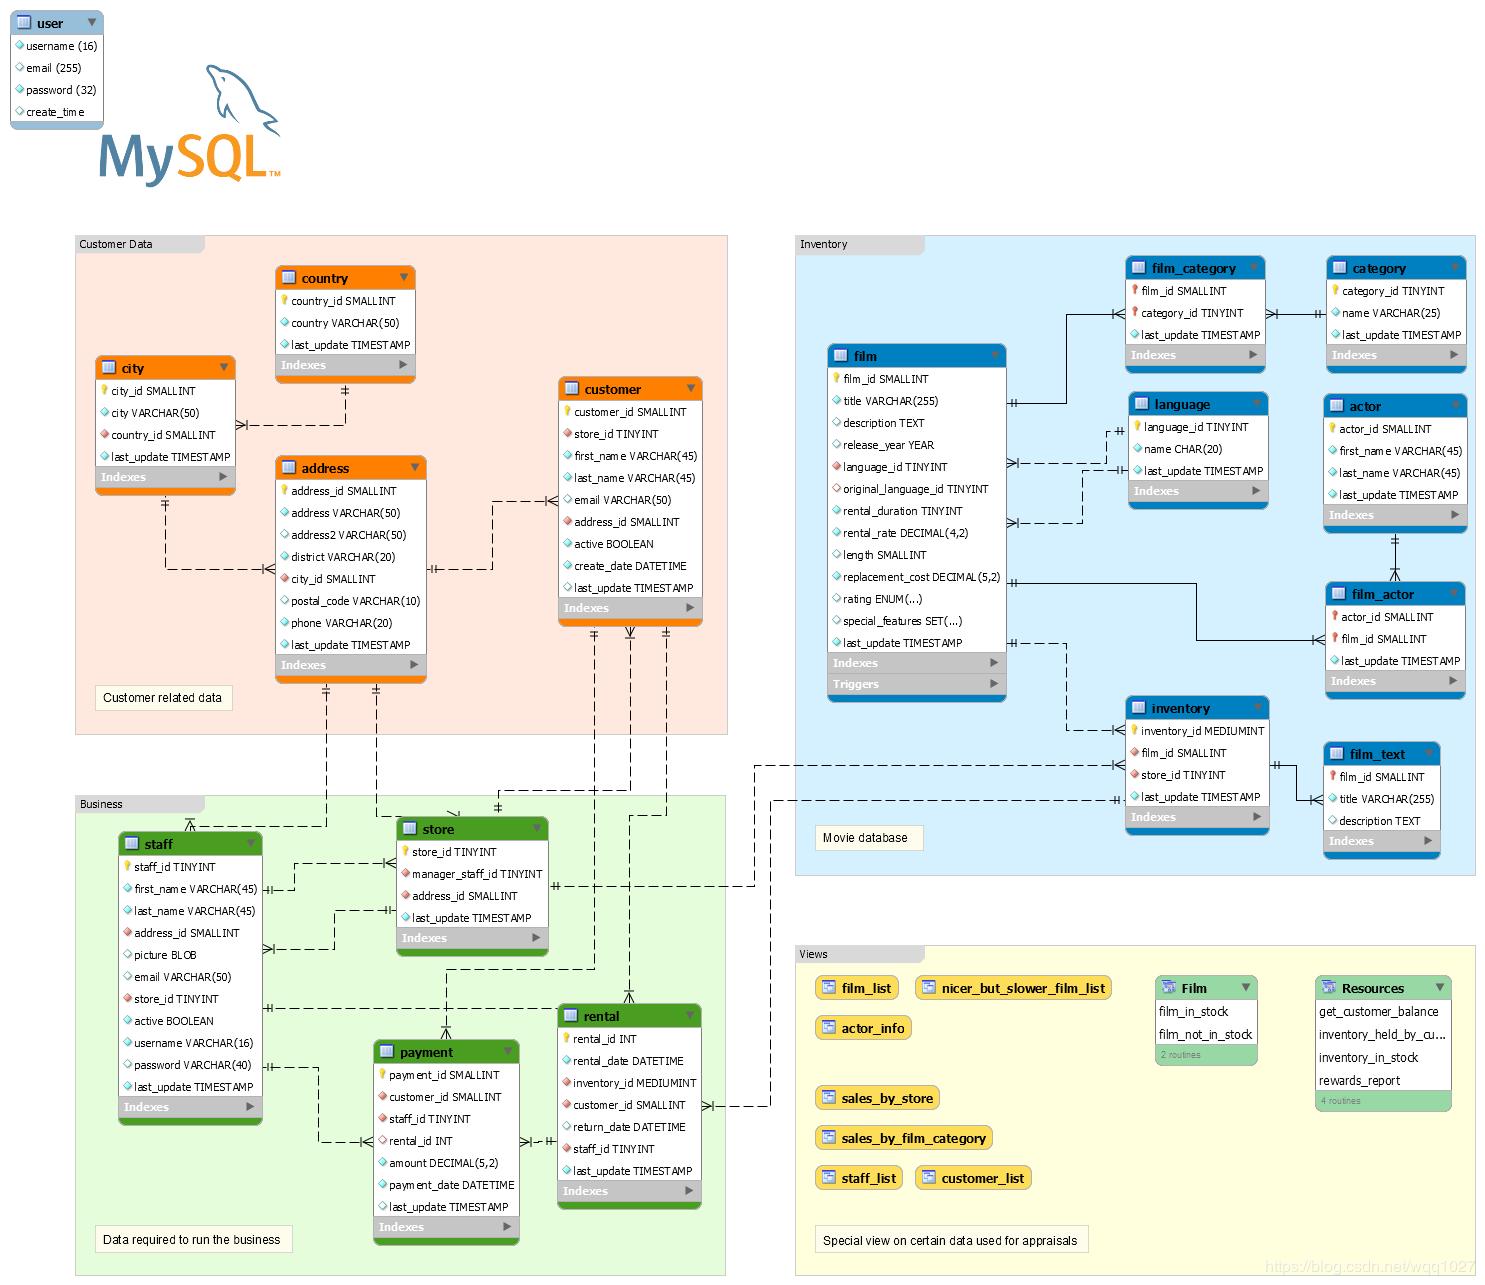 user
username (16)
email (255)
password (32)
create_time
MySQL™
Customer Data
country
country_id SMALLINT
country VARCHAR(50)
last_update TIMESTAMP
Indexes
city
city_id SMALLINT
city VARCHAR(50)
country_id SMALLINT
last_update TIMESTAMP
Indexes
address
address_id SMALLINT
address VARCHAR(50)
address2 VARCHAR(50)
district VARCHAR(20)
city_id SMALLINT
postal_code VARCHAR(10)
phone VARCHAR(20)
last_update TIMESTAMP
Indexes
customer
customer_id SMALLINT
store_id TINYINT
first_name VARCHAR(45)
last_name VARCHAR(45)
email VARCHAR(50)
address_id SMALLINT
active BOOLEAN
create_date DATETIME
last_update TIMESTAMP
Indexes
Customer related data
Inventory
film
film_id SMALLINT
title VARCHAR(255)
description TEXT
release_year YEAR
language_id TINYINT
original_language_id TINYINT
rental_duration TINYINT
rental_rate DECIMAL(4,2)
length SMALLINT
replacement_cost DECIMAL(5,2)
rating ENUM(...)
special_features SET(...)
last_update TIMESTAMP
Indexes
Triggers
film_category
film_id SMALLINT
category_id TINYINT
last_update TIMESTAMP
Indexes
category
category_id TINYINT
name VARCHAR(25)
last_update TIMESTAMP
Indexes
language
language_id TINYINT
name CHAR(20)
last_update TIMESTAMP
Indexes
actor
actor_id SMALLINT
first_name VARCHAR(45)
last_name VARCHAR(45)
last_update TIMESTAMP
Indexes
film_actor
actor_id SMALLINT
film_id SMALLINT
last_update TIMESTAMP
Indexes
inventory
inventory_id MEDIUMINT
film_id SMALLINT
store_id TINYINT
last_update TIMESTAMP
Indexes
film_text
film_id SMALLINT
title VARCHAR(255)
description TEXT
Indexes
Movie database
Business
staff
staff_id TINYINT
first_name VARCHAR(45)
last_name VARCHAR(45)
address_id SMALLINT
picture BLOB
email VARCHAR(50)
store_id TINYINT
active BOOLEAN
username VARCHAR(16)
password VARCHAR(40)
last_update TIMESTAMP
Indexes
store
store_id TINYINT
manager_staff_id TINYINT
address_id SMALLINT
last_update TIMESTAMP
Indexes
payment
payment_id SMALLINT
customer_id SMALLINT
staff_id TINYINT
rental_id INT
amount DECIMAL(5,2)
payment_date DATETIME
last_update TIMESTAMP
Indexes
rental
rental_id INT
rental_date DATETIME
inventory_id MEDIUMINT
customer_id SMALLINT
return_date DATETIME
staff_id TINYINT
last_update TIMESTAMP
Indexes
Data required to run the business
Views
film_list
nicer_but_slower_film_list
actor_info
sales_by_store
sales_by_film_category
staff_list
customer_list
Film
film_in_stock
film_not_in_stock
2 routines
Resources
get_customer_balance
inventory_held_by_cu...
inventory_in_stock
rewards_report
4 routines
Special view on certain data used for appraisals
https://blog.csdn.net/wqq1027